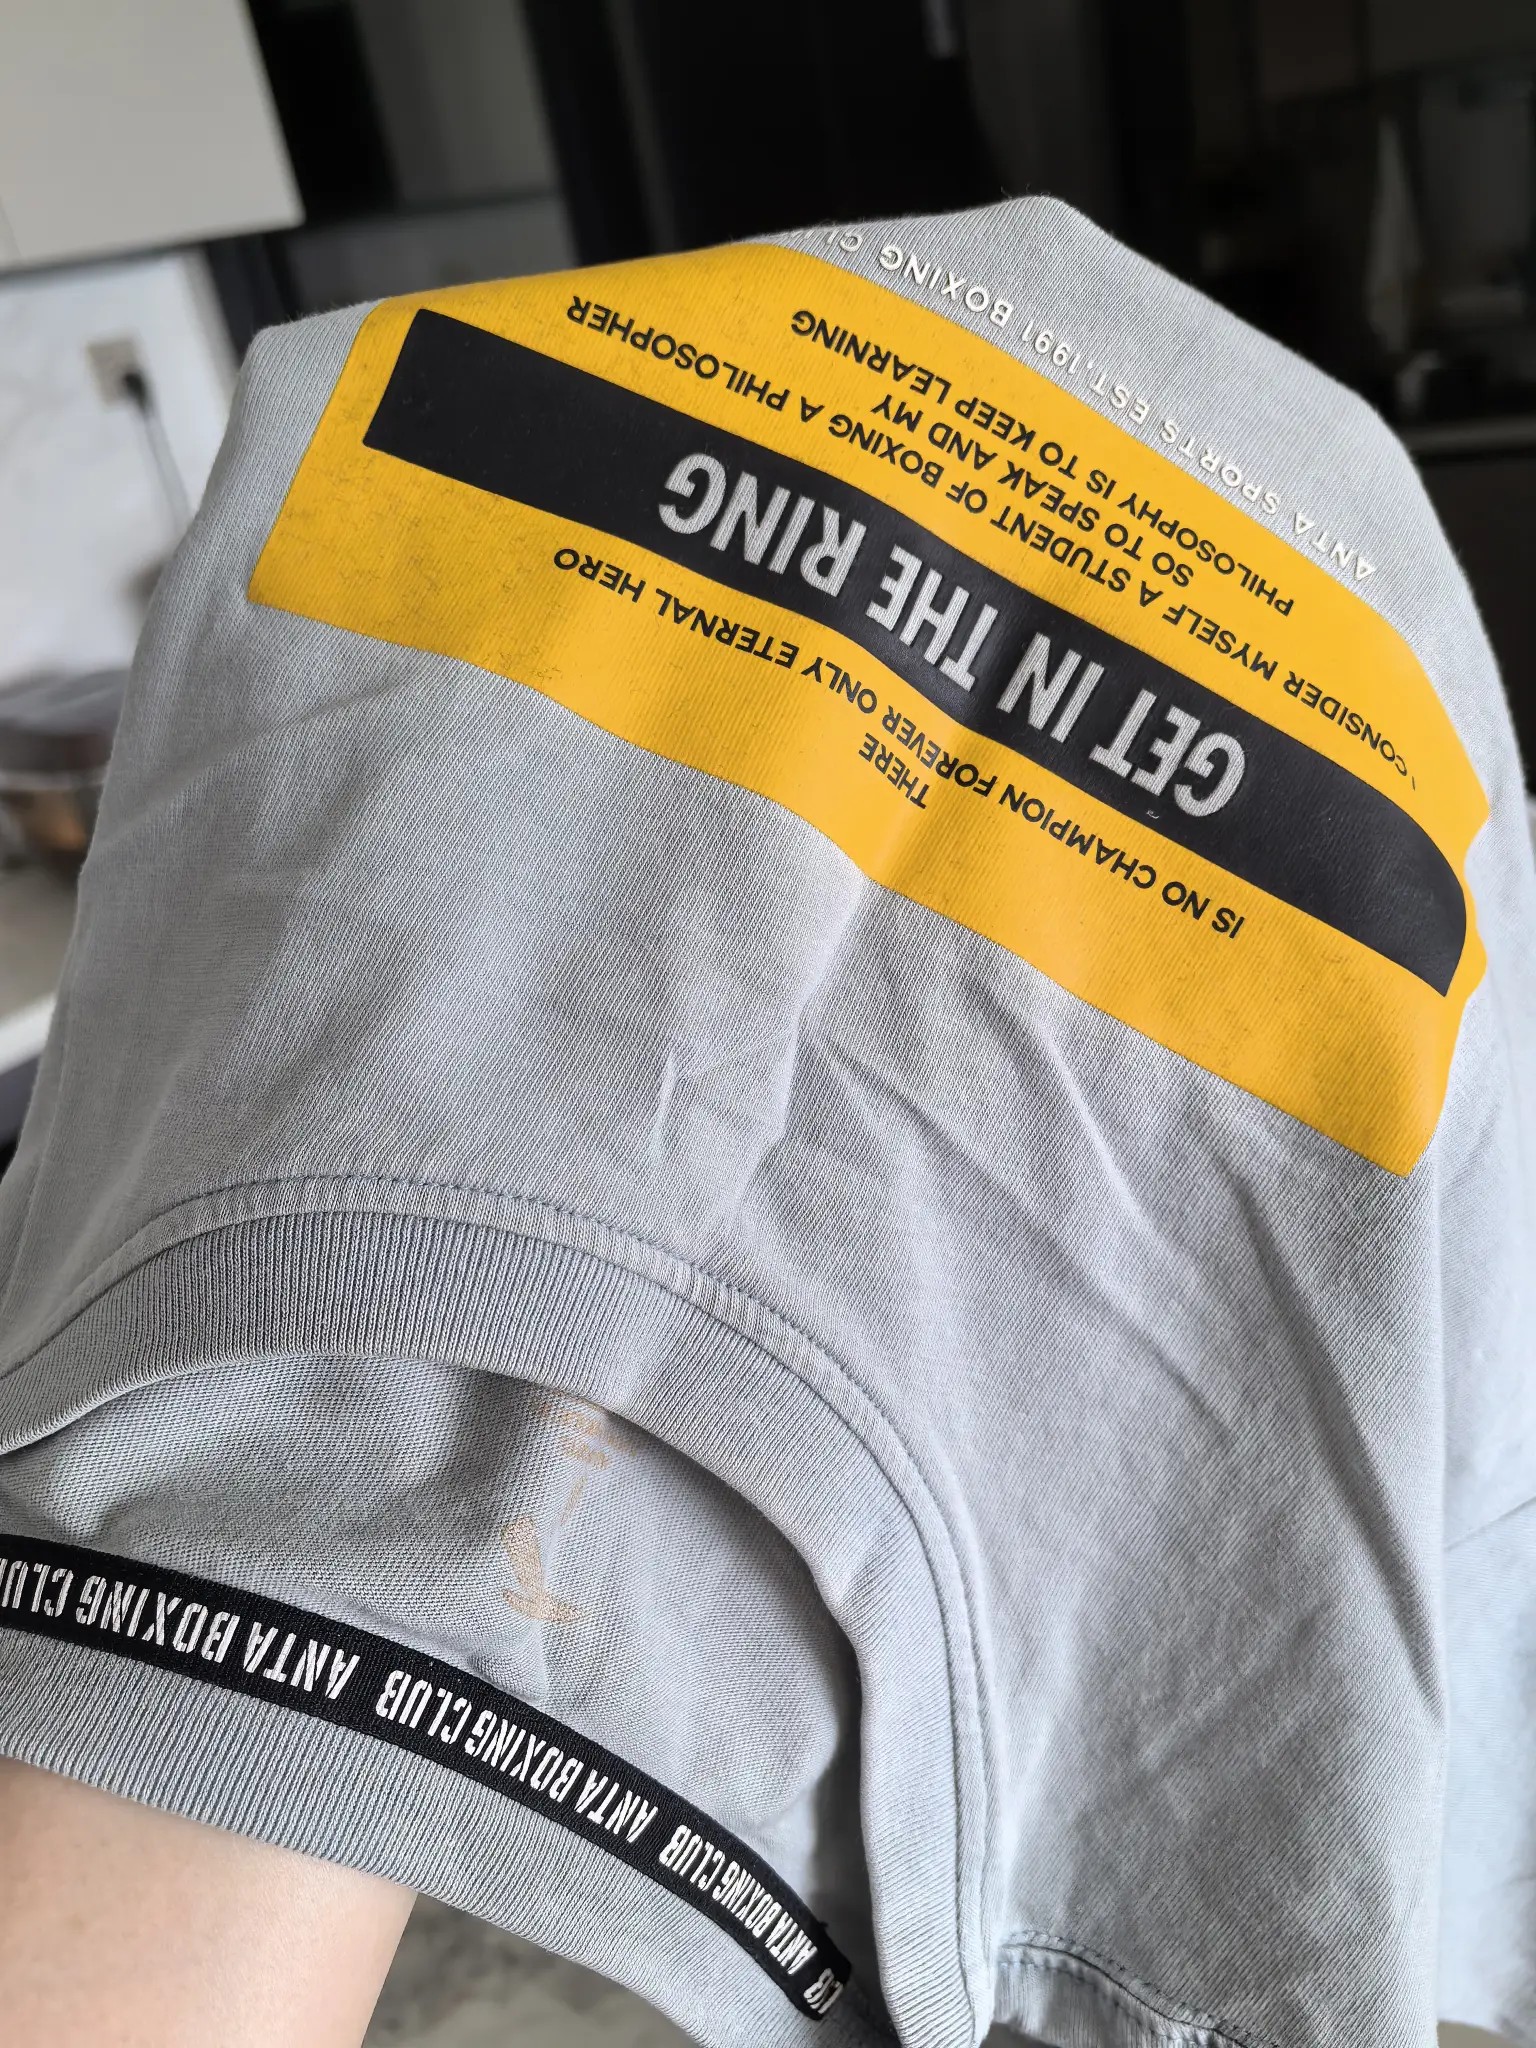 THERE
IS NO CHAMPION FOREVER ONLY ETERNAL HERO
GET IN THE RING
I CONSIDER MYSELF A STUDENT OF BOXING A PHILOSOPHER
SO TO SPEAK AND MY
PHILOSOPHY IS TO KEEP LEARNING
ANTA SPORTS EST.1991 BOXING
ANTA BOXING CLUB ANTA BOXING CLUB ANTA BOXING